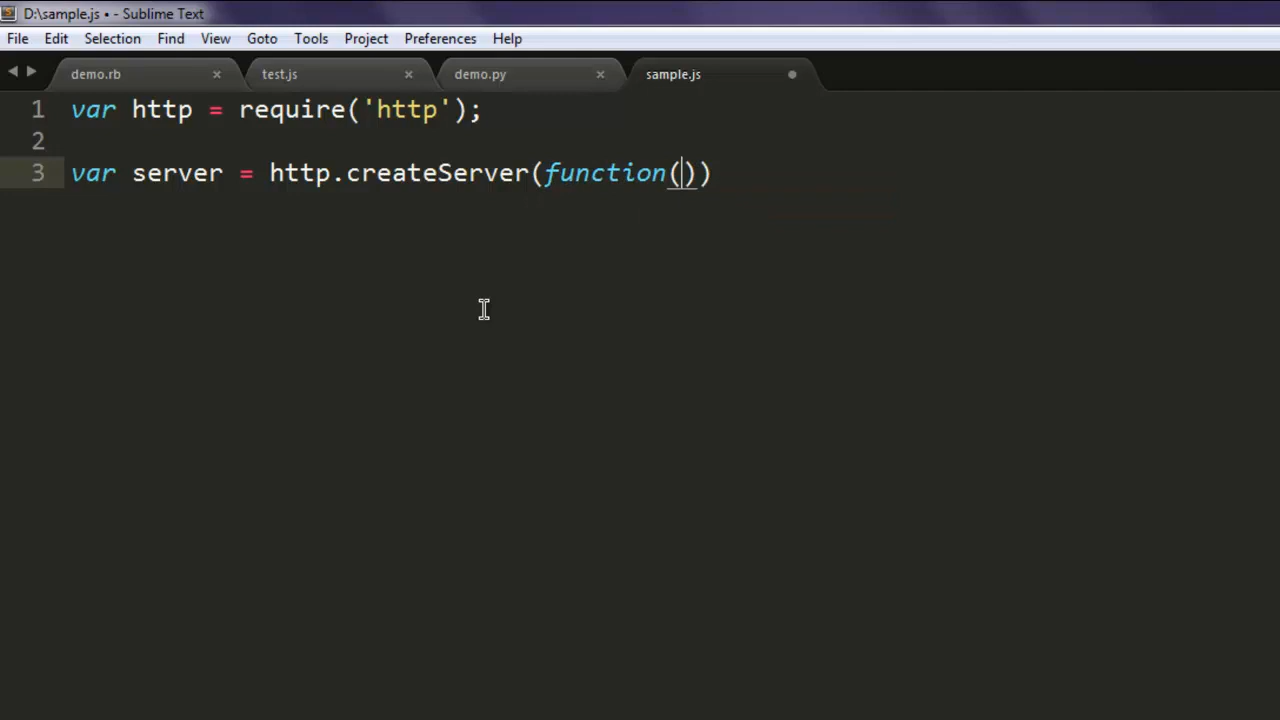 D:\sample.js • - Sublime Text
File Edit Selection Find View Goto Tools Project Preferences Help
demo.rb test.js demo.py sample.js
1 var http = require('http');
2
3 var server = http.createServer(function())